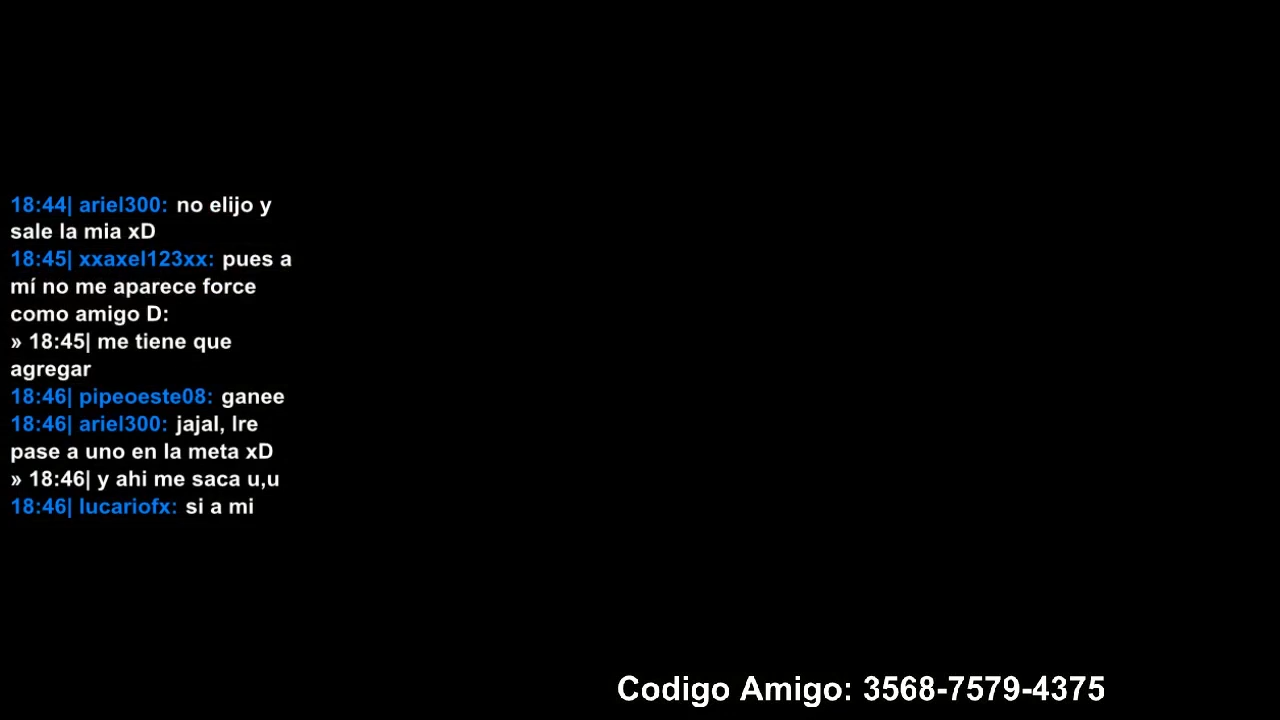 18:44| ariel300: no elijo y
sale la mia xD
18:45| xxaxel123xx: pues a
mí no me aparece force
como amigo D:
» 18:45| me tiene que
agregar
18:46| pipeoeste08: ganee
18:46| ariel300: jajal, lre
pase a uno en la meta xD
» 18:46| y ahi me saca u,u
18:46| lucariofx: si a mi
Codigo Amigo: 3568-7579-4375